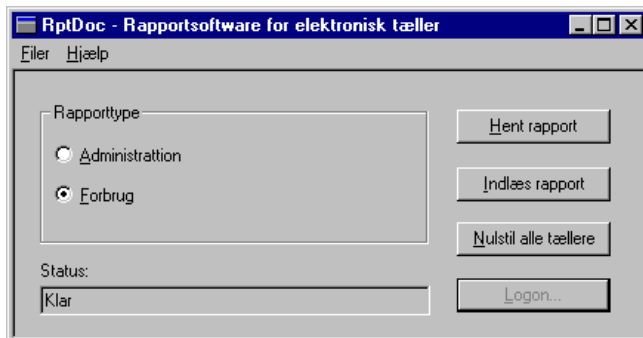 RptDoc - Rapportsoftware for elektronisk tæller
Filer Hjælp
Rapporttype
Administrattion
Forbrug
Hent rapport
Indlæs rapport
Nulstil alle tællere
Status:
Klar
Logon...